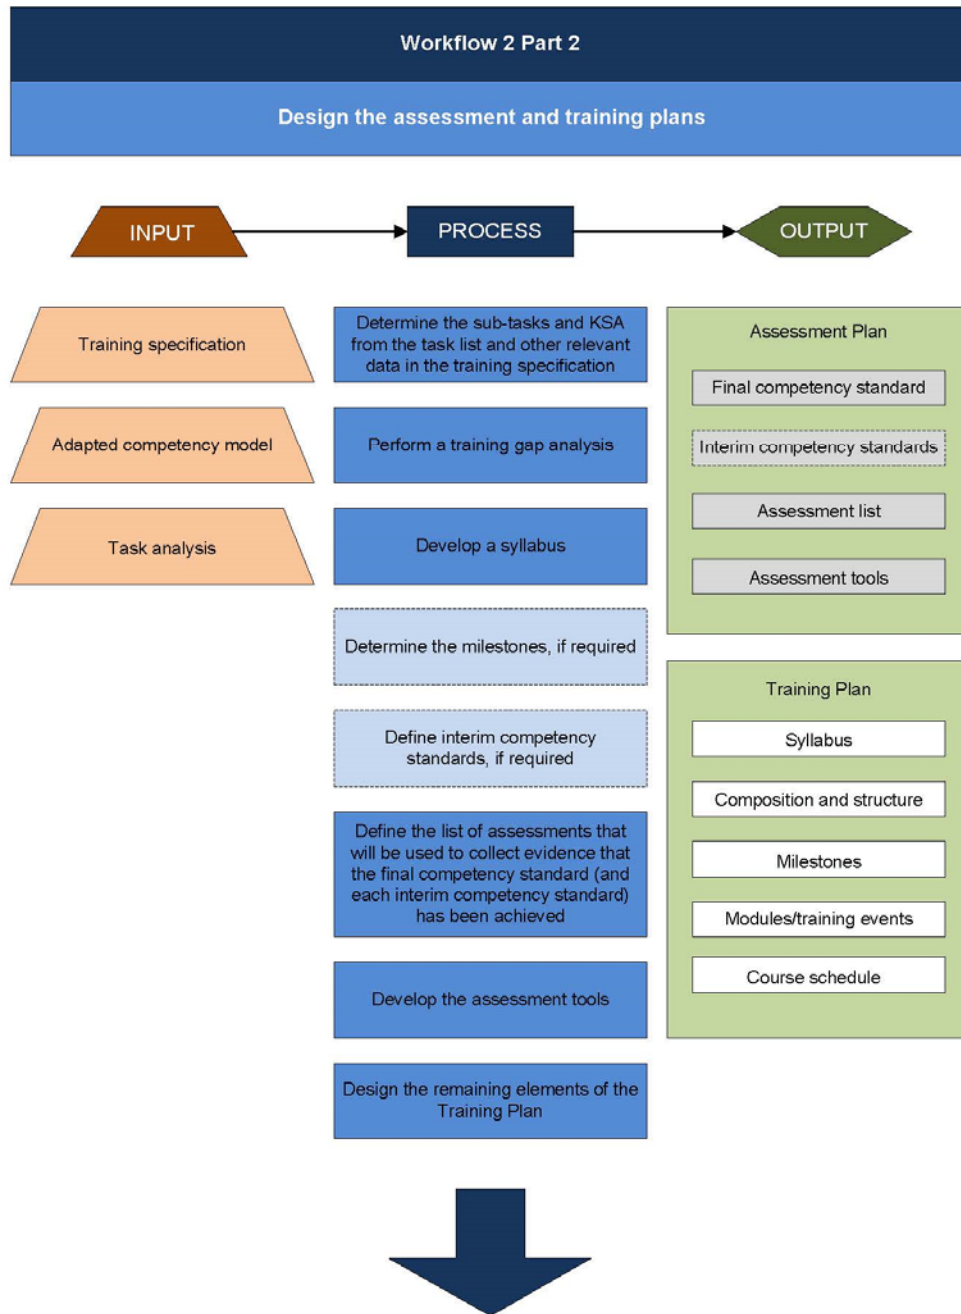 Workflow 2 Part 2
Design the assessment and training plans
INPUT
PROCESS
OUTPUT
Training specification
Adapted competency model
Task analysis
Determine the sub-tasks and KSA
from the task list and other relevant
data in the training specification
Perform a training gap analysis
Develop a syllabus
Determine the milestones, if required
Define interim competency
standards, if required
Define the list of assessments that
will be used to collect evidence that
the final competency standard (and
each interim competency standard)
has been achieved
Develop the assessment tools
Design the remaining elements of the
Training Plan
Assessment Plan
Final competency standard
Interim competency standards
Assessment list
Assessment tools
Training Plan
Syllabus
Composition and structure
Milestones
Modules/training events
Course schedule